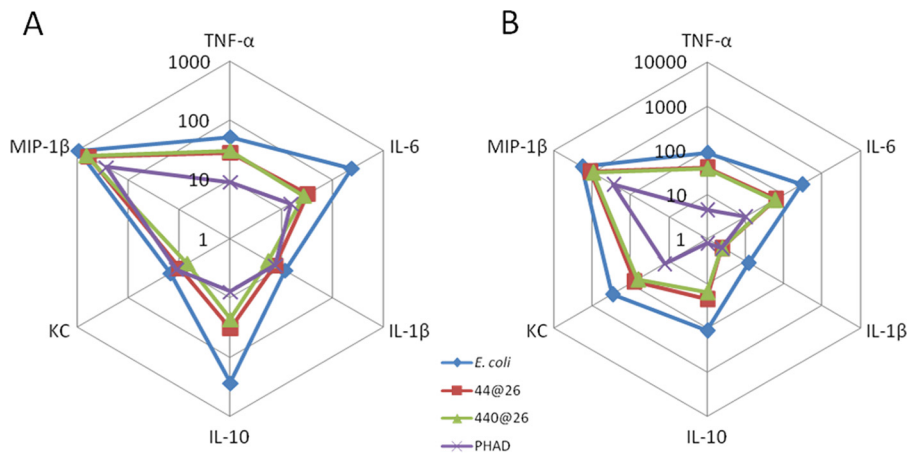 A
TNF-α
1000
100
10
1
IL-6
IL-1β
IL-10
KC
MIP-1β
B
TNF-α
10000
1000
100
10
1
IL-6
IL-1β
IL-10
KC
MIP-1β
E. coli
44@26
440@26
PHAD